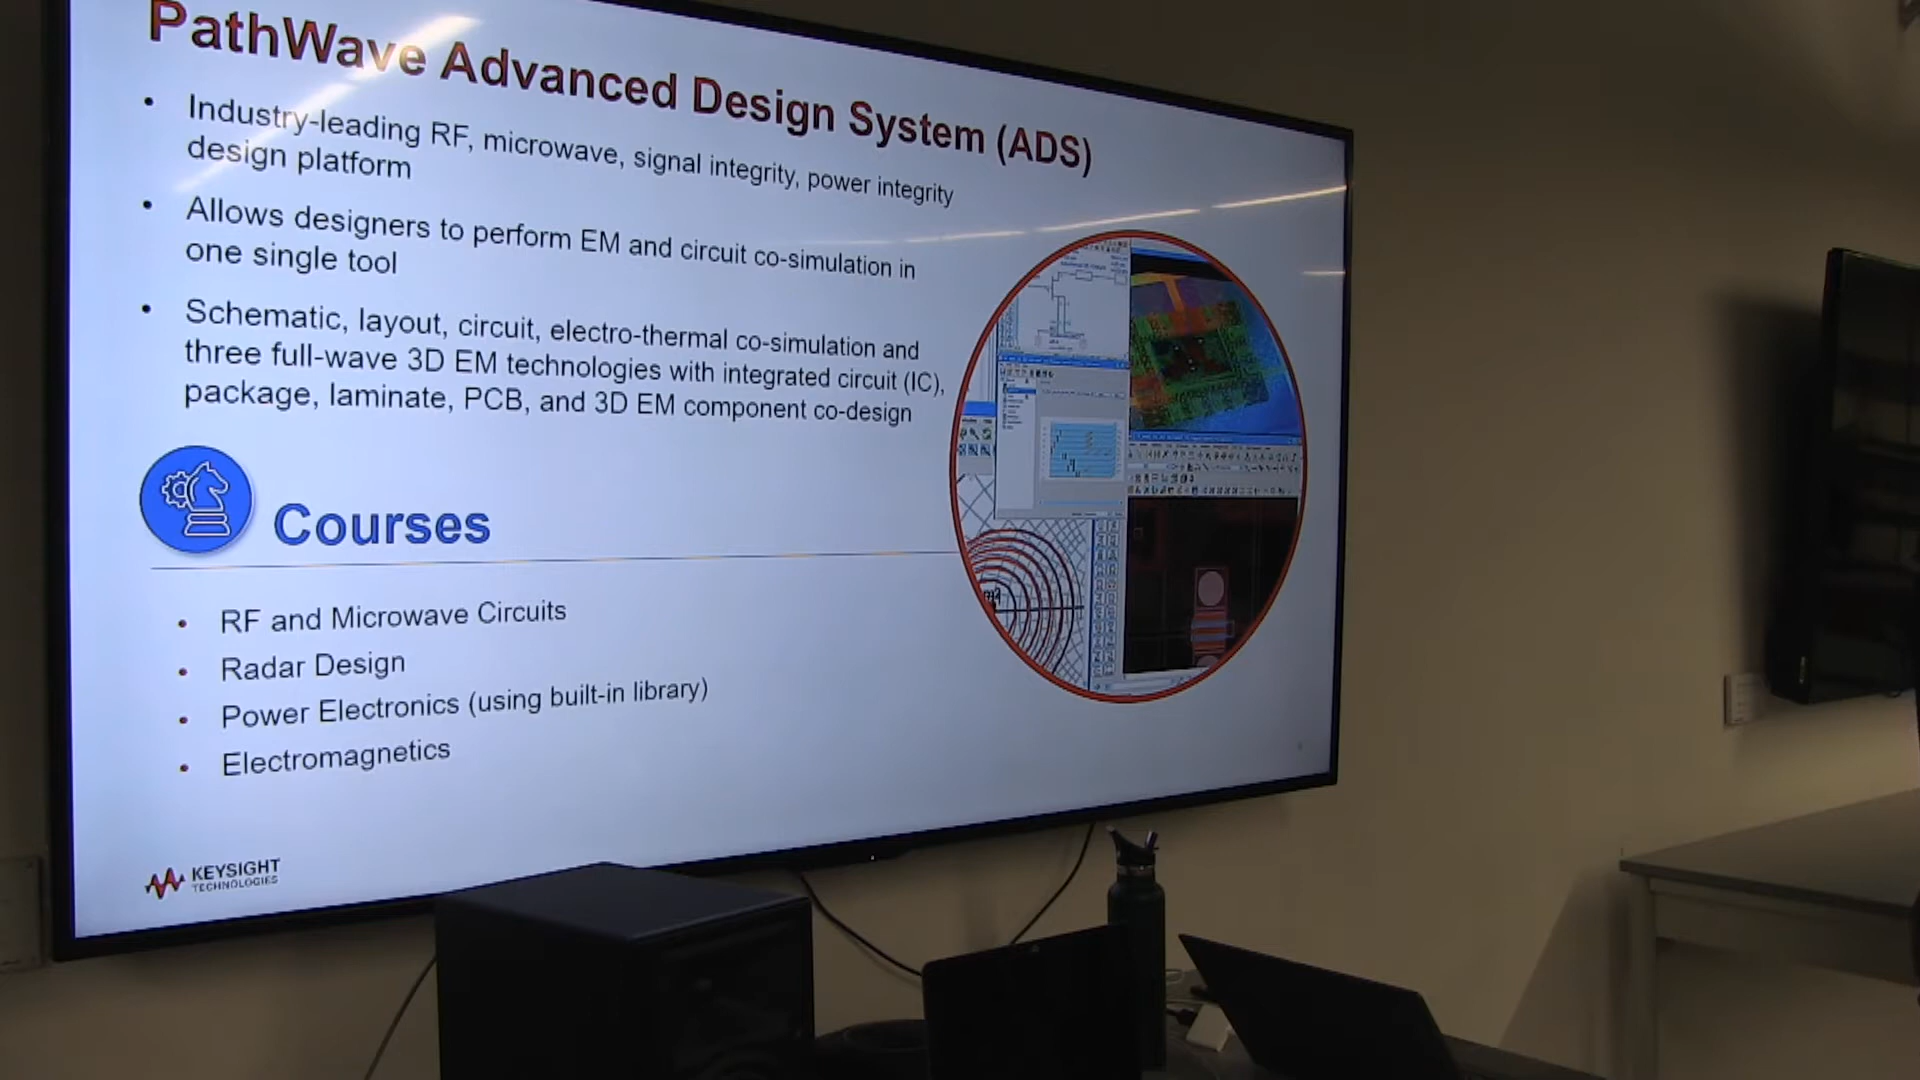 PathWave Advanced Design System (ADS)
• Industry-leading RF, microwave, signal integrity, power integrity
design platform
• Allows designers to perform EM and circuit co-simulation in
one single tool
• Schematic, layout, circuit, electro-thermal co-simulation and
three full-wave 3D EM technologies with integrated circuit (IC),
package, laminate, PCB, and 3D EM component co-design
Courses
• RF and Microwave Circuits
• Radar Design
• Power Electronics (using built-in library)
• Electromagnetics
KEYSIGHT
TECHNOLOGIES